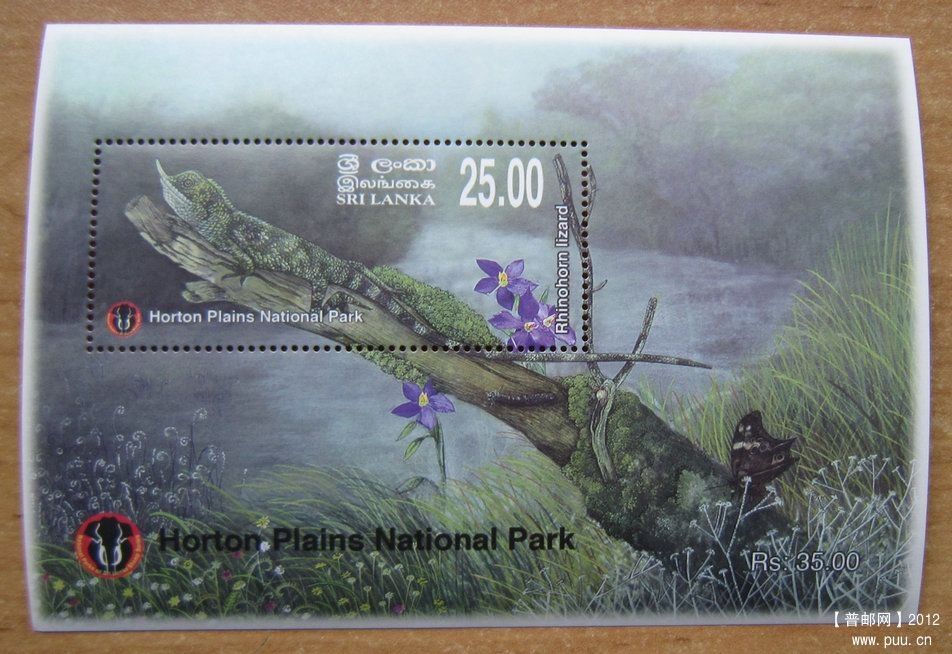 ශ්‍රී ලංකා
இலங்கை
SRI LANKA
25.00
Rhinohorn lizard
Horton Plains National Park
Horton Plains National Park
Rs: 35.00
【普邮网】2012
www.puu.cn